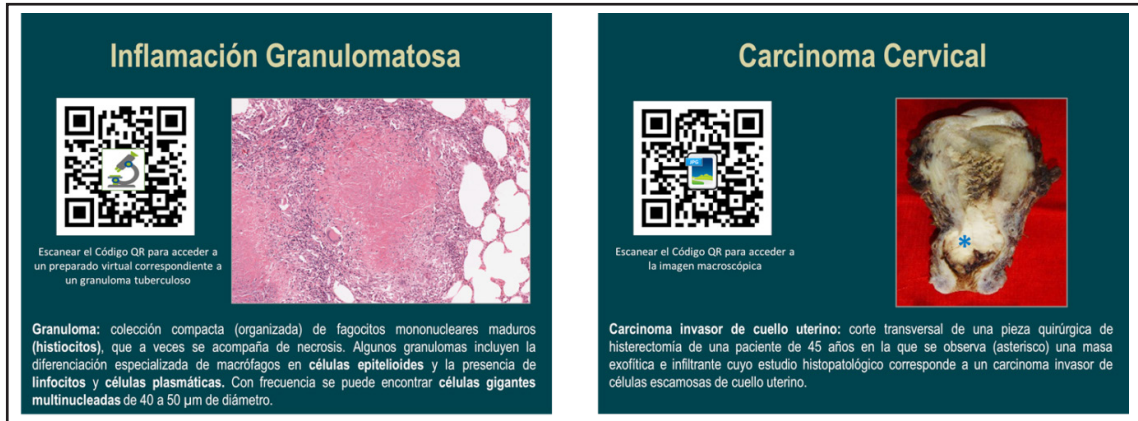 Inflamación Granulomatosa
Escanear el Código QR para acceder a
un preparado virtual correspondiente a
un granuloma tuberculoso
Granuloma: colección compacta (organizada) de fagocitos mononucleares maduros
(histiocitos), que a veces se acompaña de necrosis. Algunos granulomas incluyen la
diferenciación especializada de macrófagos en células epitelioides y la presencia de
linfocitos y células plasmáticas. Con frecuencia se puede encontrar células gigantes
multinucleadas de 40 a 50 µm de diámetro.
Carcinoma Cervical
JPG
Escanear el Código QR para acceder a
la imagen macroscópica
*
Carcinoma invasor de cuello uterino: corte transversal de una pieza quirúrgica de
histerectomía de una paciente de 45 años en la que se observa (asterisco) una masa
exofítica e infiltrante cuyo estudio histopatológico corresponde a un carcinoma invasor de
células escamosas de cuello uterino.